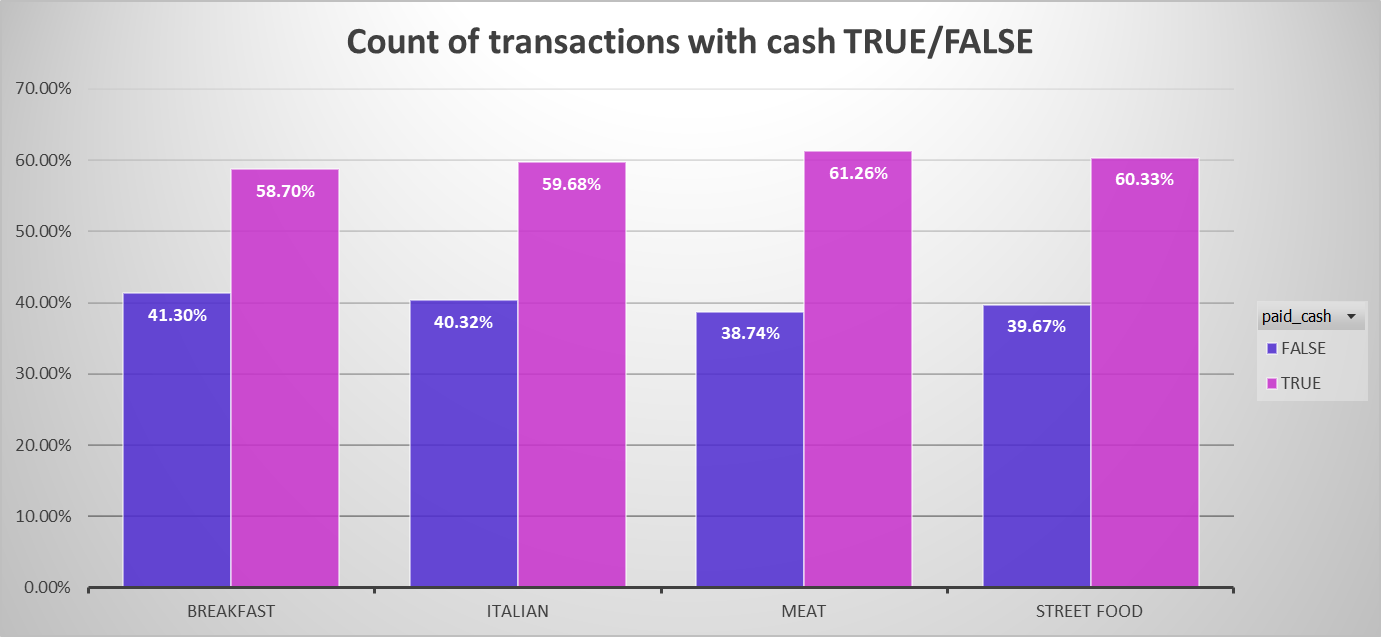 Count of transactions with cash TRUE/FALSE
70.00%
60.00%
50.00%
40.00%
30.00%
20.00%
10.00%
0.00%
41.30%
58.70%
40.32%
59.68%
38.74%
61.26%
39.67%
60.33%
BREAKFAST
ITALIAN
MEAT
STREET FOOD
paid_cash
FALSE
TRUE